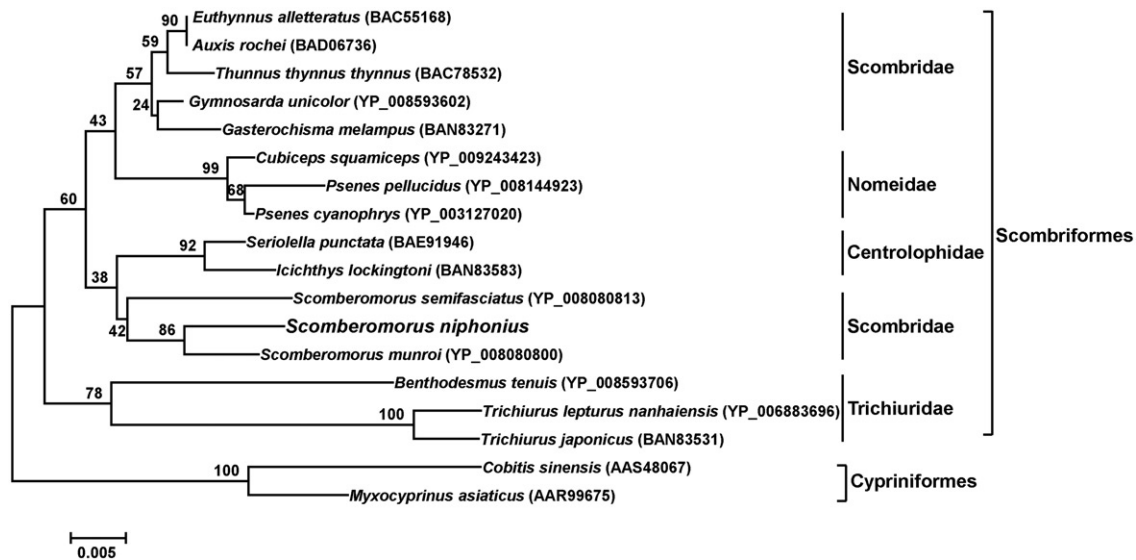 90
Euthynnus alletteratus (BAC55168)
59
Auxis rochei (BAD06736)
57
Thunnus thynnus thynnus (BAC78532)
Scombridae
24
Gymnosarda unicolor (YP_008593602)
43
Gasterochisma melampus (BAN83271)
99
Cubiceps squamiceps (YP_009243423)
68
Psenes pellucidus (YP_008144923)
Nomeidae
60
Psenes cyanophrys (YP_003127020)
92
Seriolella punctata (BAE91946)
Centrolophidae
Scombriformes
38
Icichthys lockingtoni (BAN83583)
Scomberomorus semifasciatus (YP_008080813)
42
86
Scomberomorus niphonius
Scombridae
Scomberomorus munroi (YP_008080800)
78
Benthodesmus tenuis (YP_008593706)
100
Trichiurus lepturus nanhaiensis (YP_006883696)
Trichiuridae
Trichiurus japonicus (BAN83531)
100
Cobitis sinensis (AAS48067)
Cypriniformes
Myxocyprinus asiaticus (AAR99675)
0.005